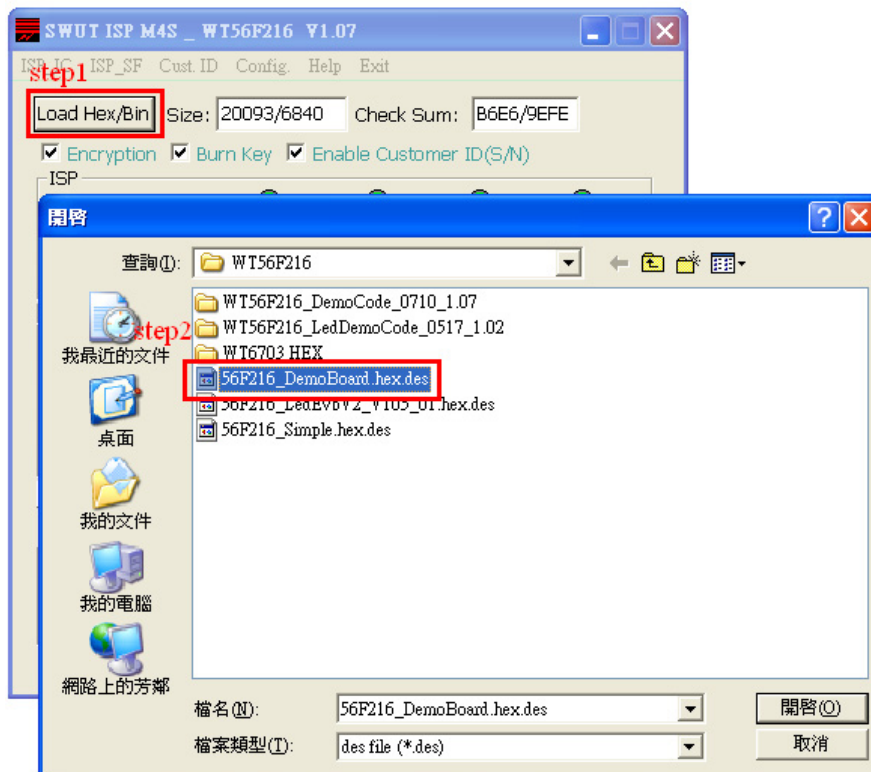 SWUT ISP M4S _ WT56F216 V1.07
ISP_IC ISP_SF Cust. ID Config. Help Exit
step1
Load Hex/Bin Size: 20093/6840 Check Sum: B6E6/9EFE
Encryption Burn Key Enable Customer ID(S/N)
ISP
開啓
查詢(I): WT56F216
WT56F216_DemoCode_0710_1.07
WT56F216_LedDemoCode_0517_1.02
step2
WT6703 HEX
56F216_DemoBoard.hex.des
56F216_LedEvbV2_V105_01.hex.des
56F216_Simple.hex.des
我最近的文件
桌面
我的文件
我的電腦
網路上的芳鄰
檔名(N): 56F216_DemoBoard.hex.des 開啓(O)
檔案類型(T): des file (*.des) 取消